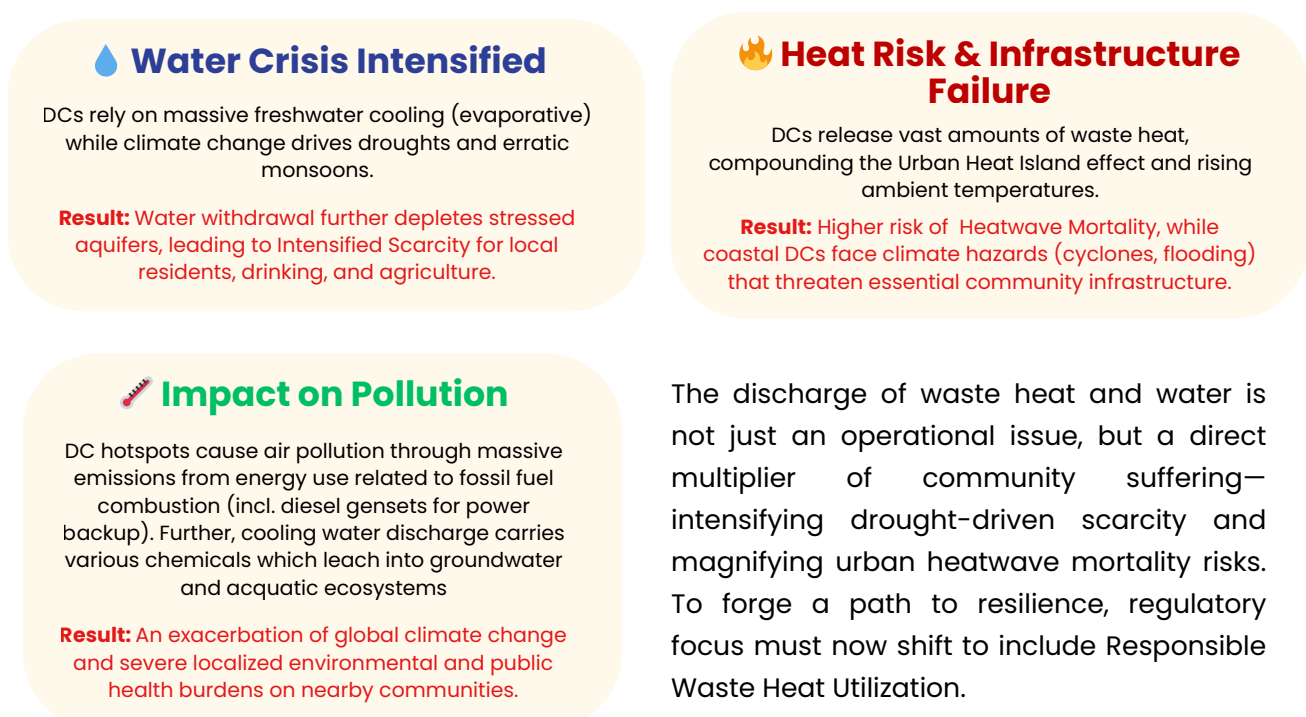 Water Crisis Intensified
DCs rely on massive freshwater cooling (evaporative)
while climate change drives droughts and erratic
monsoons.
Result: Water withdrawal further depletes stressed
aquifers, leading to Intensified Scarcity for local
residents, drinking, and agriculture.
Heat Risk & Infrastructure
Failure
DCs release vast amounts of waste heat,
compounding the Urban Heat Island effect and rising
ambient temperatures.
Result: Higher risk of  Heatwave Mortality, while
coastal DCs face climate hazards (cyclones, flooding)
that threaten essential community infrastructure.
Impact on Pollution
DC hotspots cause air pollution through massive
emissions from energy use related to fossil fuel
combustion (incl. diesel gensets for power
backup). Further, cooling water discharge carries
various chemicals which leach into groundwater
and acquatic ecosystems
Result: An exacerbation of global climate change
and severe localized environmental and public
health burdens on nearby communities.
The discharge of waste heat and water is
not just an operational issue, but a direct
multiplier of community suffering—
intensifying drought-driven scarcity and
magnifying urban heatwave mortality risks.
To forge a path to resilience, regulatory
focus must now shift to include Responsible
Waste Heat Utilization.